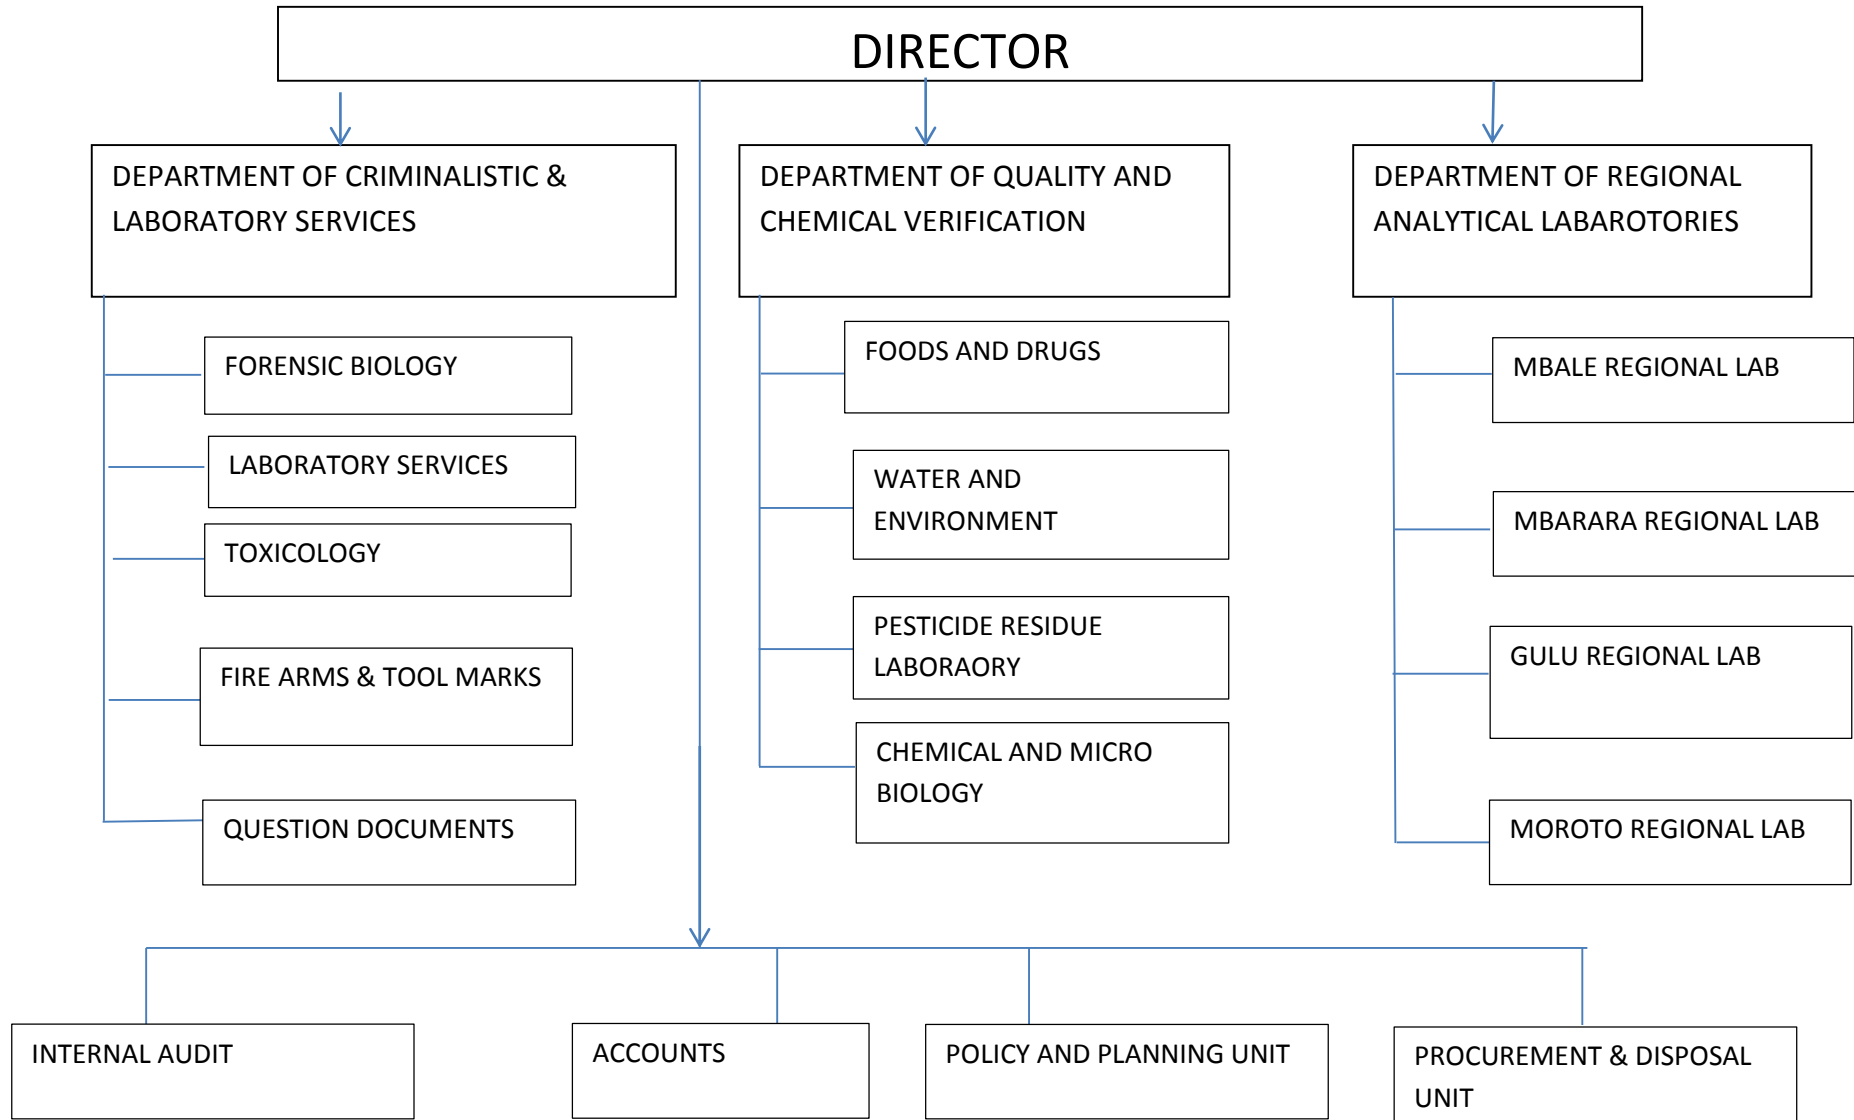 DIRECTOR
DEPARTMENT OF CRIMINALISTIC &
LABORATORY SERVICES
DEPARTMENT OF QUALITY AND
CHEMICAL VERIFICATION
DEPARTMENT OF REGIONAL
ANALYTICAL LABAROTORIES
FORENSIC BIOLOGY
LABORATORY SERVICES
TOXICOLOGY
FIRE ARMS & TOOL MARKS
QUESTION DOCUMENTS
FOODS AND DRUGS
WATER AND
ENVIRONMENT
PESTICIDE RESIDUE
LABORAORY
CHEMICAL AND MICRO
BIOLOGY
MBALE REGIONAL LAB
MBARARA REGIONAL LAB
GULU REGIONAL LAB
MOROTO REGIONAL LAB
INTERNAL AUDIT
ACCOUNTS
POLICY AND PLANNING UNIT
PROCUREMENT & DISPOSAL
UNIT